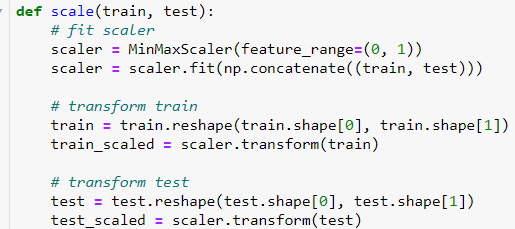 def scale(train, test):
    # fit scaler
    scaler = MinMaxScaler(feature_range=(0, 1))
    scaler = scaler.fit(np.concatenate((train, test)))

    # transform train
    train = train.reshape(train.shape[0], train.shape[1])
    train_scaled = scaler.transform(train)

    # transform test
    test = test.reshape(test.shape[0], test.shape[1])
    test_scaled = scaler.transform(test)